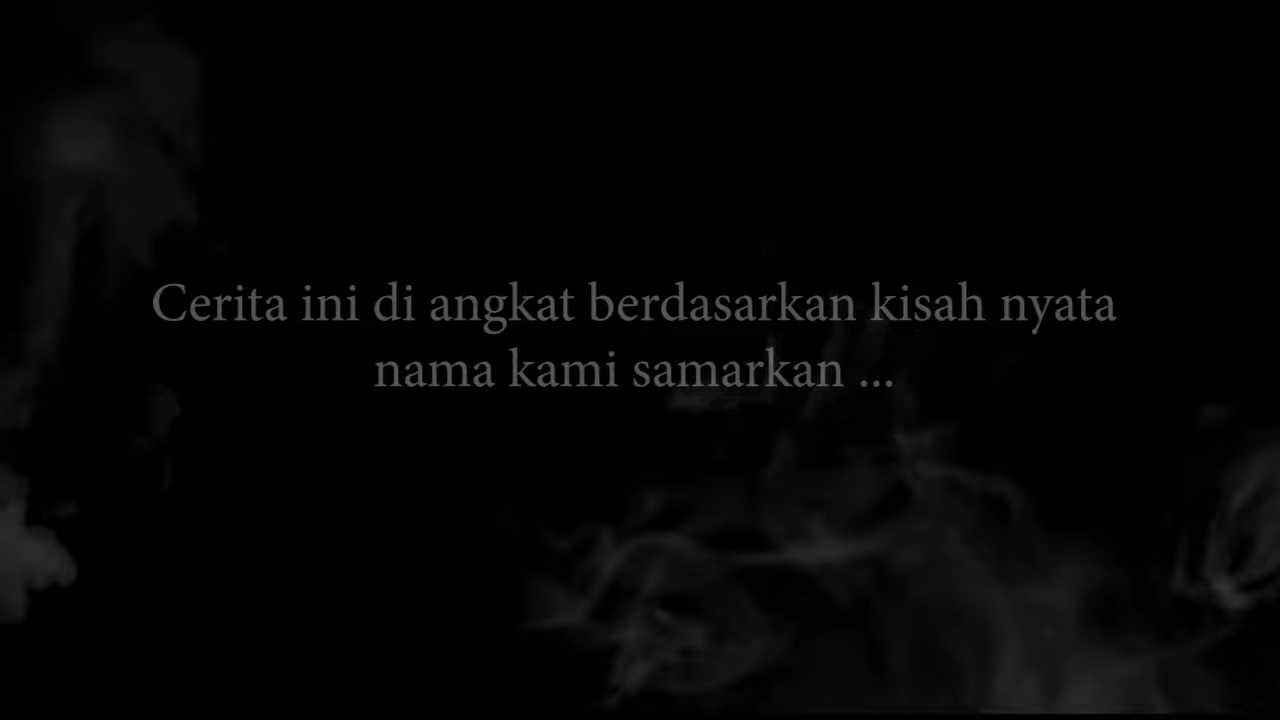 Cerita ini di angkat berdasarkan kisah nyata
nama kami samarkan ...